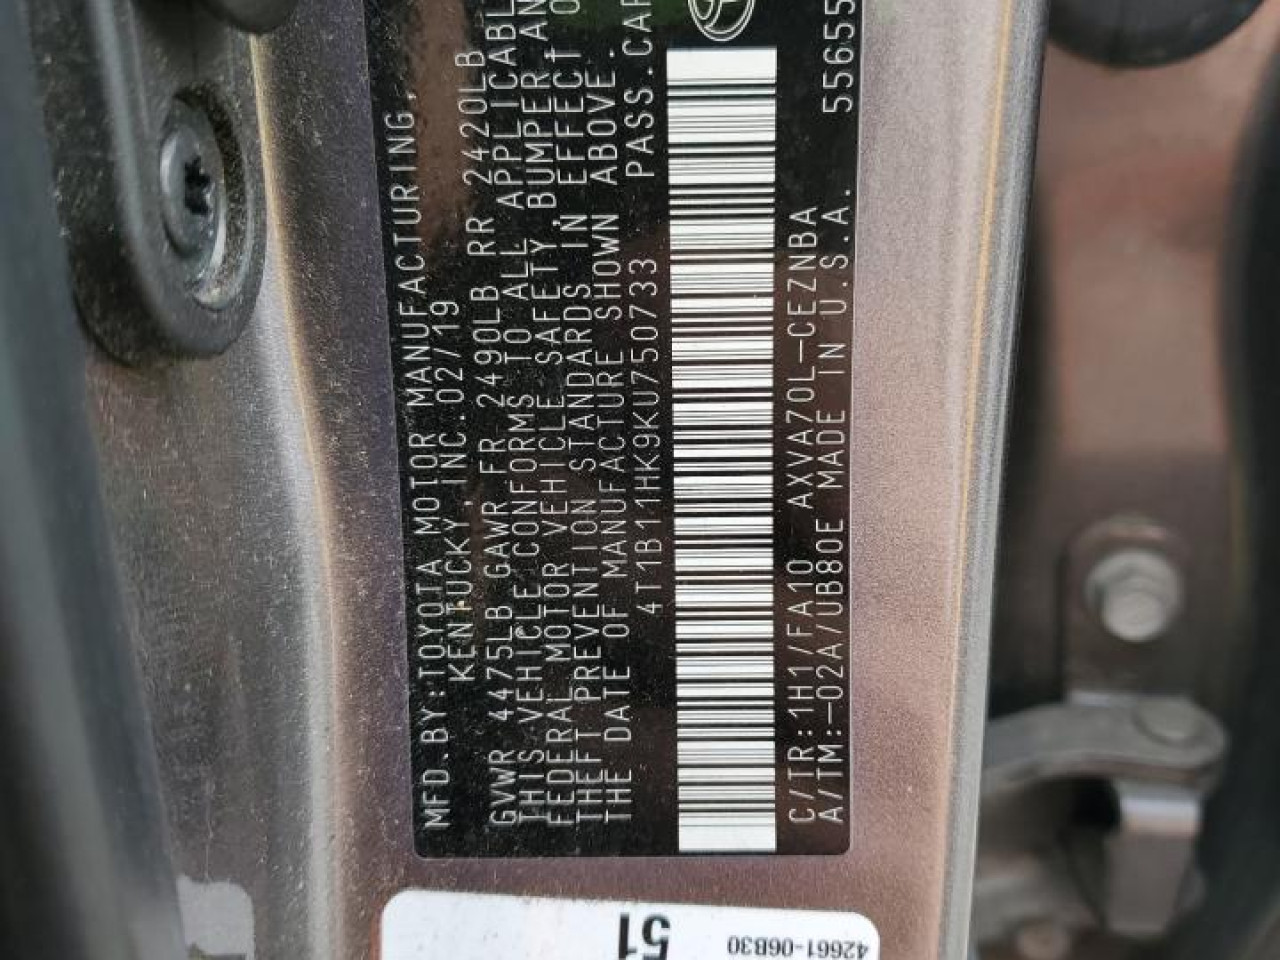 MFD.BY:TOYOTA MOTOR MANUFACTURING,
KENTUCKY,INC.02/19
GVWR 4475LB GAWR FR 2490LB RR 2420LB
THIS VEHICLE CONFORMS TO ALL APPLICABL
FEDERAL MOTOR VEHICLE SAFETY,BUMPER AN
THEFT PREVENTION STANDARDS IN EFFECT O
THE DATE OF MANUFACTURE SHOWN ABOVE.
4T1B11HK9KU750733 PASS.CAR
C/TR:1H1/FA10 AXVA70L-CEZNBA
A/TM:-02A/UB80E MADE IN U.S.A. 55655
51
42661-06B30